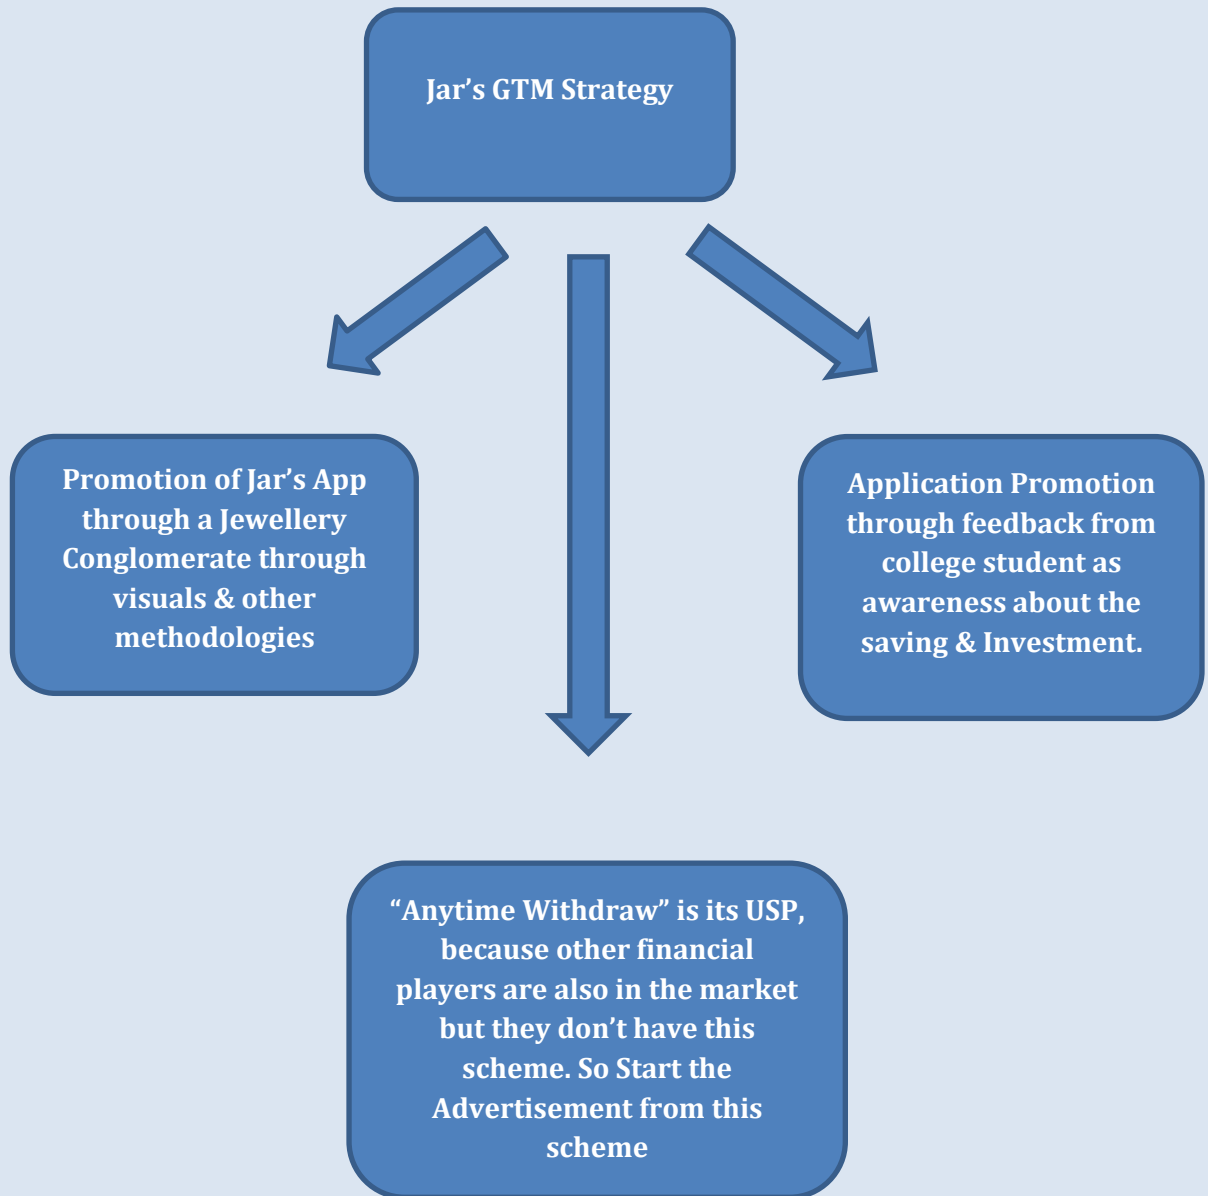 Jar’s GTM Strategy
Promotion of Jar’s App
through a Jewellery
Conglomerate through
visuals & other
methodologies
Application Promotion
through feedback from
college student as
awareness about the
saving & Investment.
“Anytime Withdraw” is its USP,
because other financial
players are also in the market
but they don’t have this
scheme. So Start the
Advertisement from this
scheme